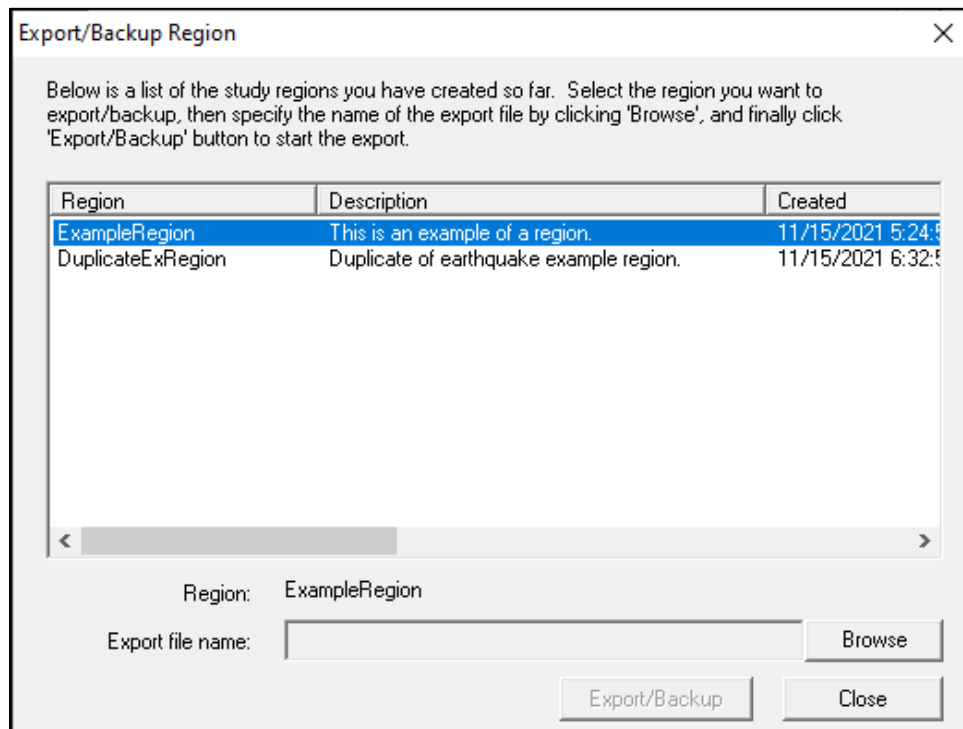 Export/Backup Region
Below is a list of the study regions you have created so far.  Select the region you want to
export/backup, then specify the name of the export file by clicking 'Browse', and finally click
'Export/Backup' button to start the export.
Region Description Created
ExampleRegion This is an example of a region. 11/15/2021 5:24:5
DuplicateExRegion Duplicate of earthquake example region. 11/15/2021 6:32:5
Region: ExampleRegion
Export file name:
Browse
Export/Backup Close